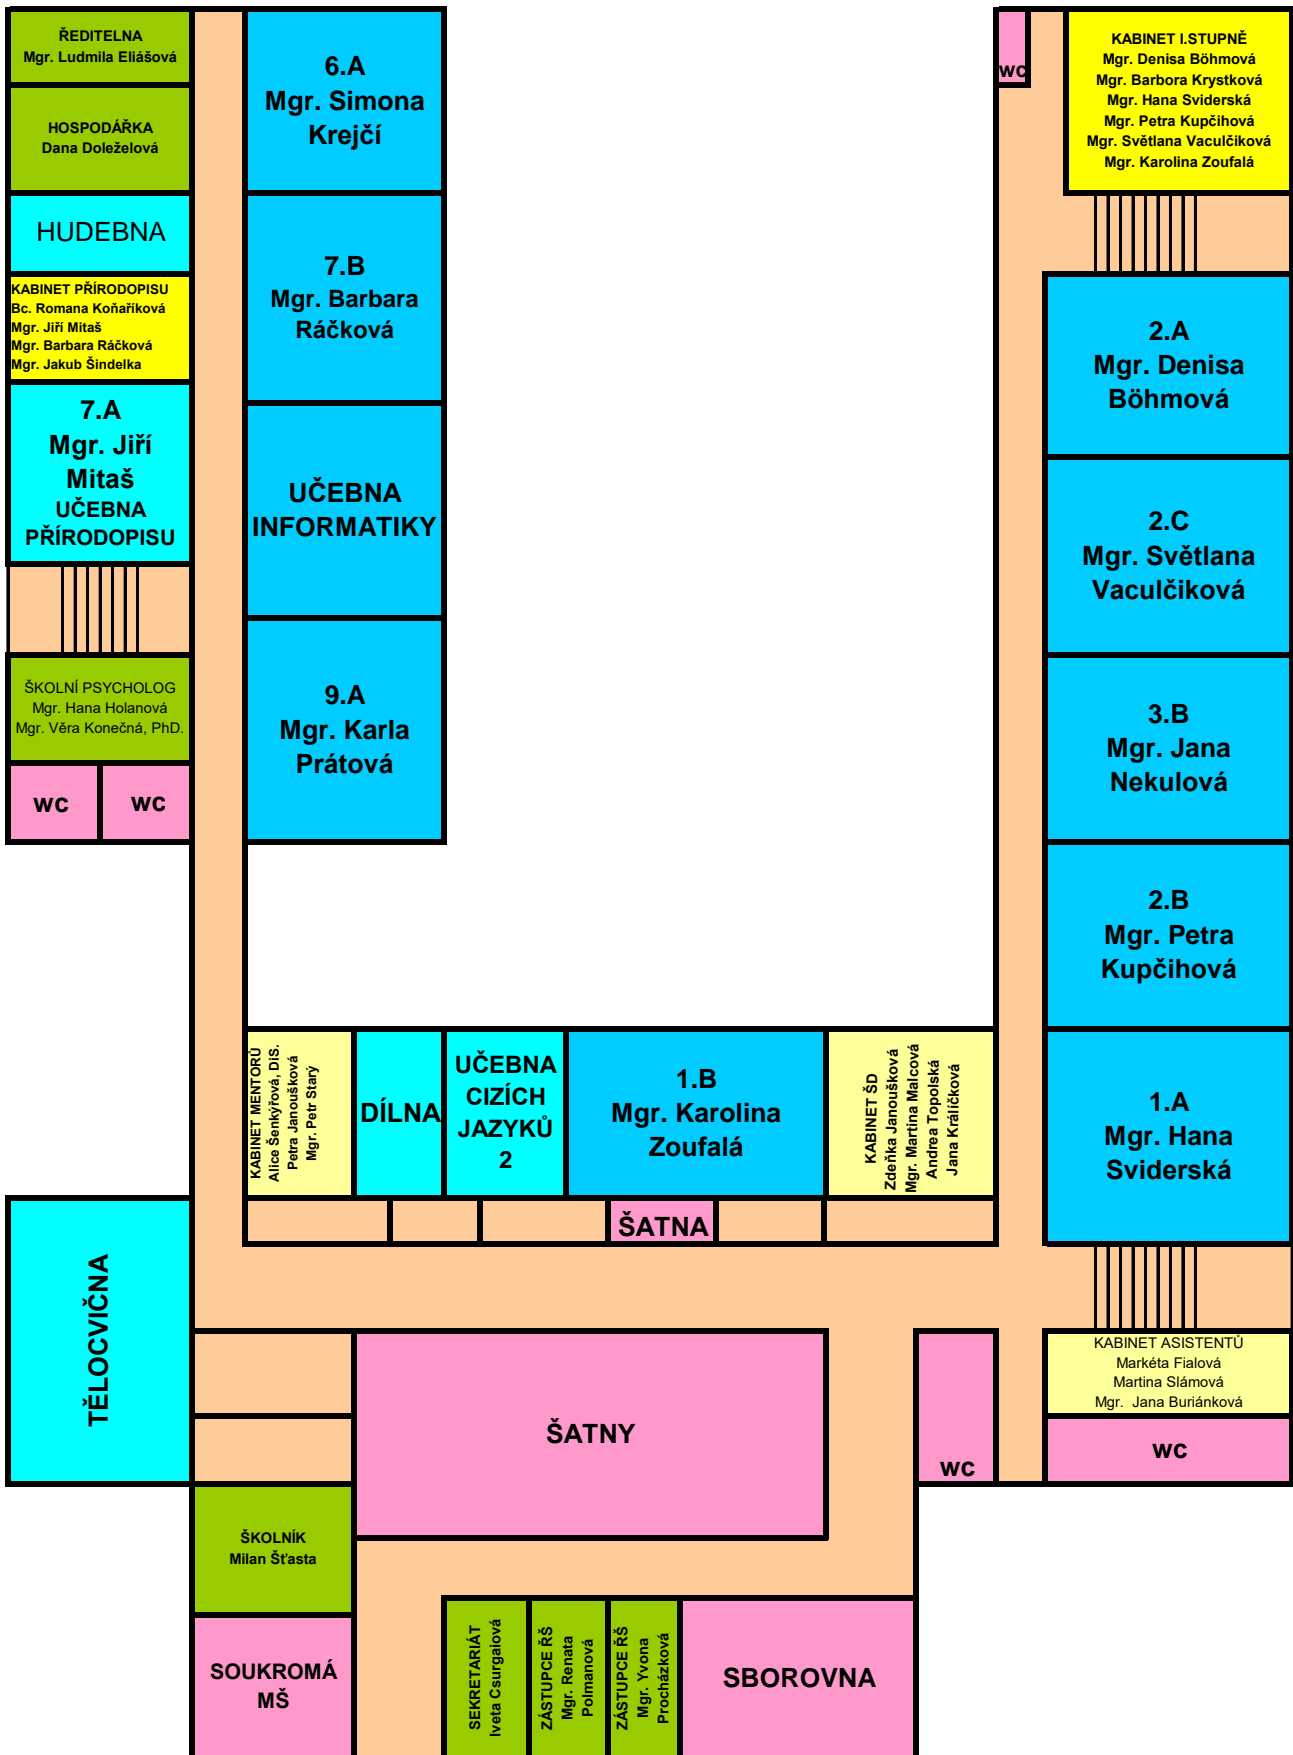 ŘEDITELNA
Mgr. Ludmila Eliášová
HOSPODÁŘKA
Dana Doleželová
HUDEBNA
KABINET PŘÍRODOPISU
Bc. Romana Koňaříková
Mgr. Jiří Mitaš
Mgr. Barbara Ráčková
Mgr. Jakub Šindelka
7.A
Mgr. Jiří
Mitaš
UČEBNA
PŘÍRODOPISU
ŠKOLNÍ PSYCHOLOG
Mgr. Hana Holanová
Mgr. Věra Konečná, PhD.
WC
WC
6.A
Mgr. Simona
Krejčí
7.B
Mgr. Barbara
Ráčková
UČEBNA
INFORMATIKY
9.A
Mgr. Karla
Prátová
WC
KABINET I.STUPNĚ
Mgr. Denisa Böhmová
Mgr. Barbora Krystková
Mgr. Hana Sviderská
Mgr. Petra Kupčihová
Mgr. Světlana Vaculčiková
Mgr. Karolina Zoufalá
2.A
Mgr. Denisa
Böhmová
2.C
Mgr. Světlana
Vaculčiková
3.B
Mgr. Jana
Nekulová
2.B
Mgr. Petra
Kupčihová
1.A
Mgr. Hana
Sviderská
KABINET MENTORŮ
Alice Šenkýřová, DiS.
Petra Janoušková
Mgr. Petr Starý
DÍLNA
UČEBNA
CIZÍCH
JAZYKŮ
2
1.B
Mgr. Karolina
Zoufalá
KABINET ŠD
Zdeňka Janoušková
Mgr. Martina Malcová
Andrea Topolská
Jana Králíčková
ŠATNA
TĚLOCVIČNA
ŠATNY
WC
KABINET ASISTENTŮ
Markéta Fialová
Martina Slámová
Mgr. Jana Buriánková
WC
ŠKOLNÍK
Milan Šťasta
SOUKROMÁ
MŠ
SEKRETARIÁT
Iveta Csurgaiová
ZÁSTUPCE ŘŠ
Mgr. Renata
Polmanová
ZÁSTUPCE ŘŠ
Mgr. Yvona
Procházková
SBOROVNA